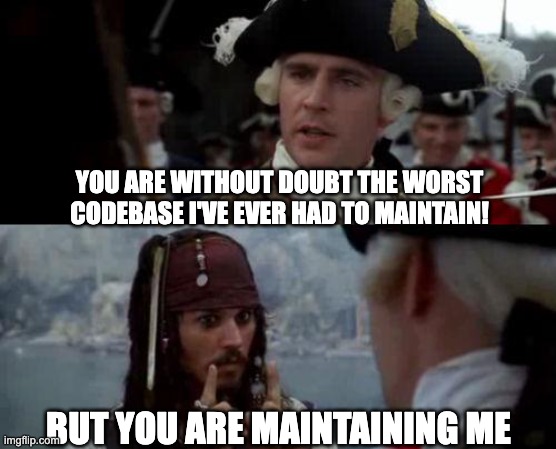 YOU ARE WITHOUT DOUBT THE WORST
CODEBASE I'VE EVER HAD TO MAINTAIN!
BUT YOU ARE MAINTAINING ME
imgflip.com